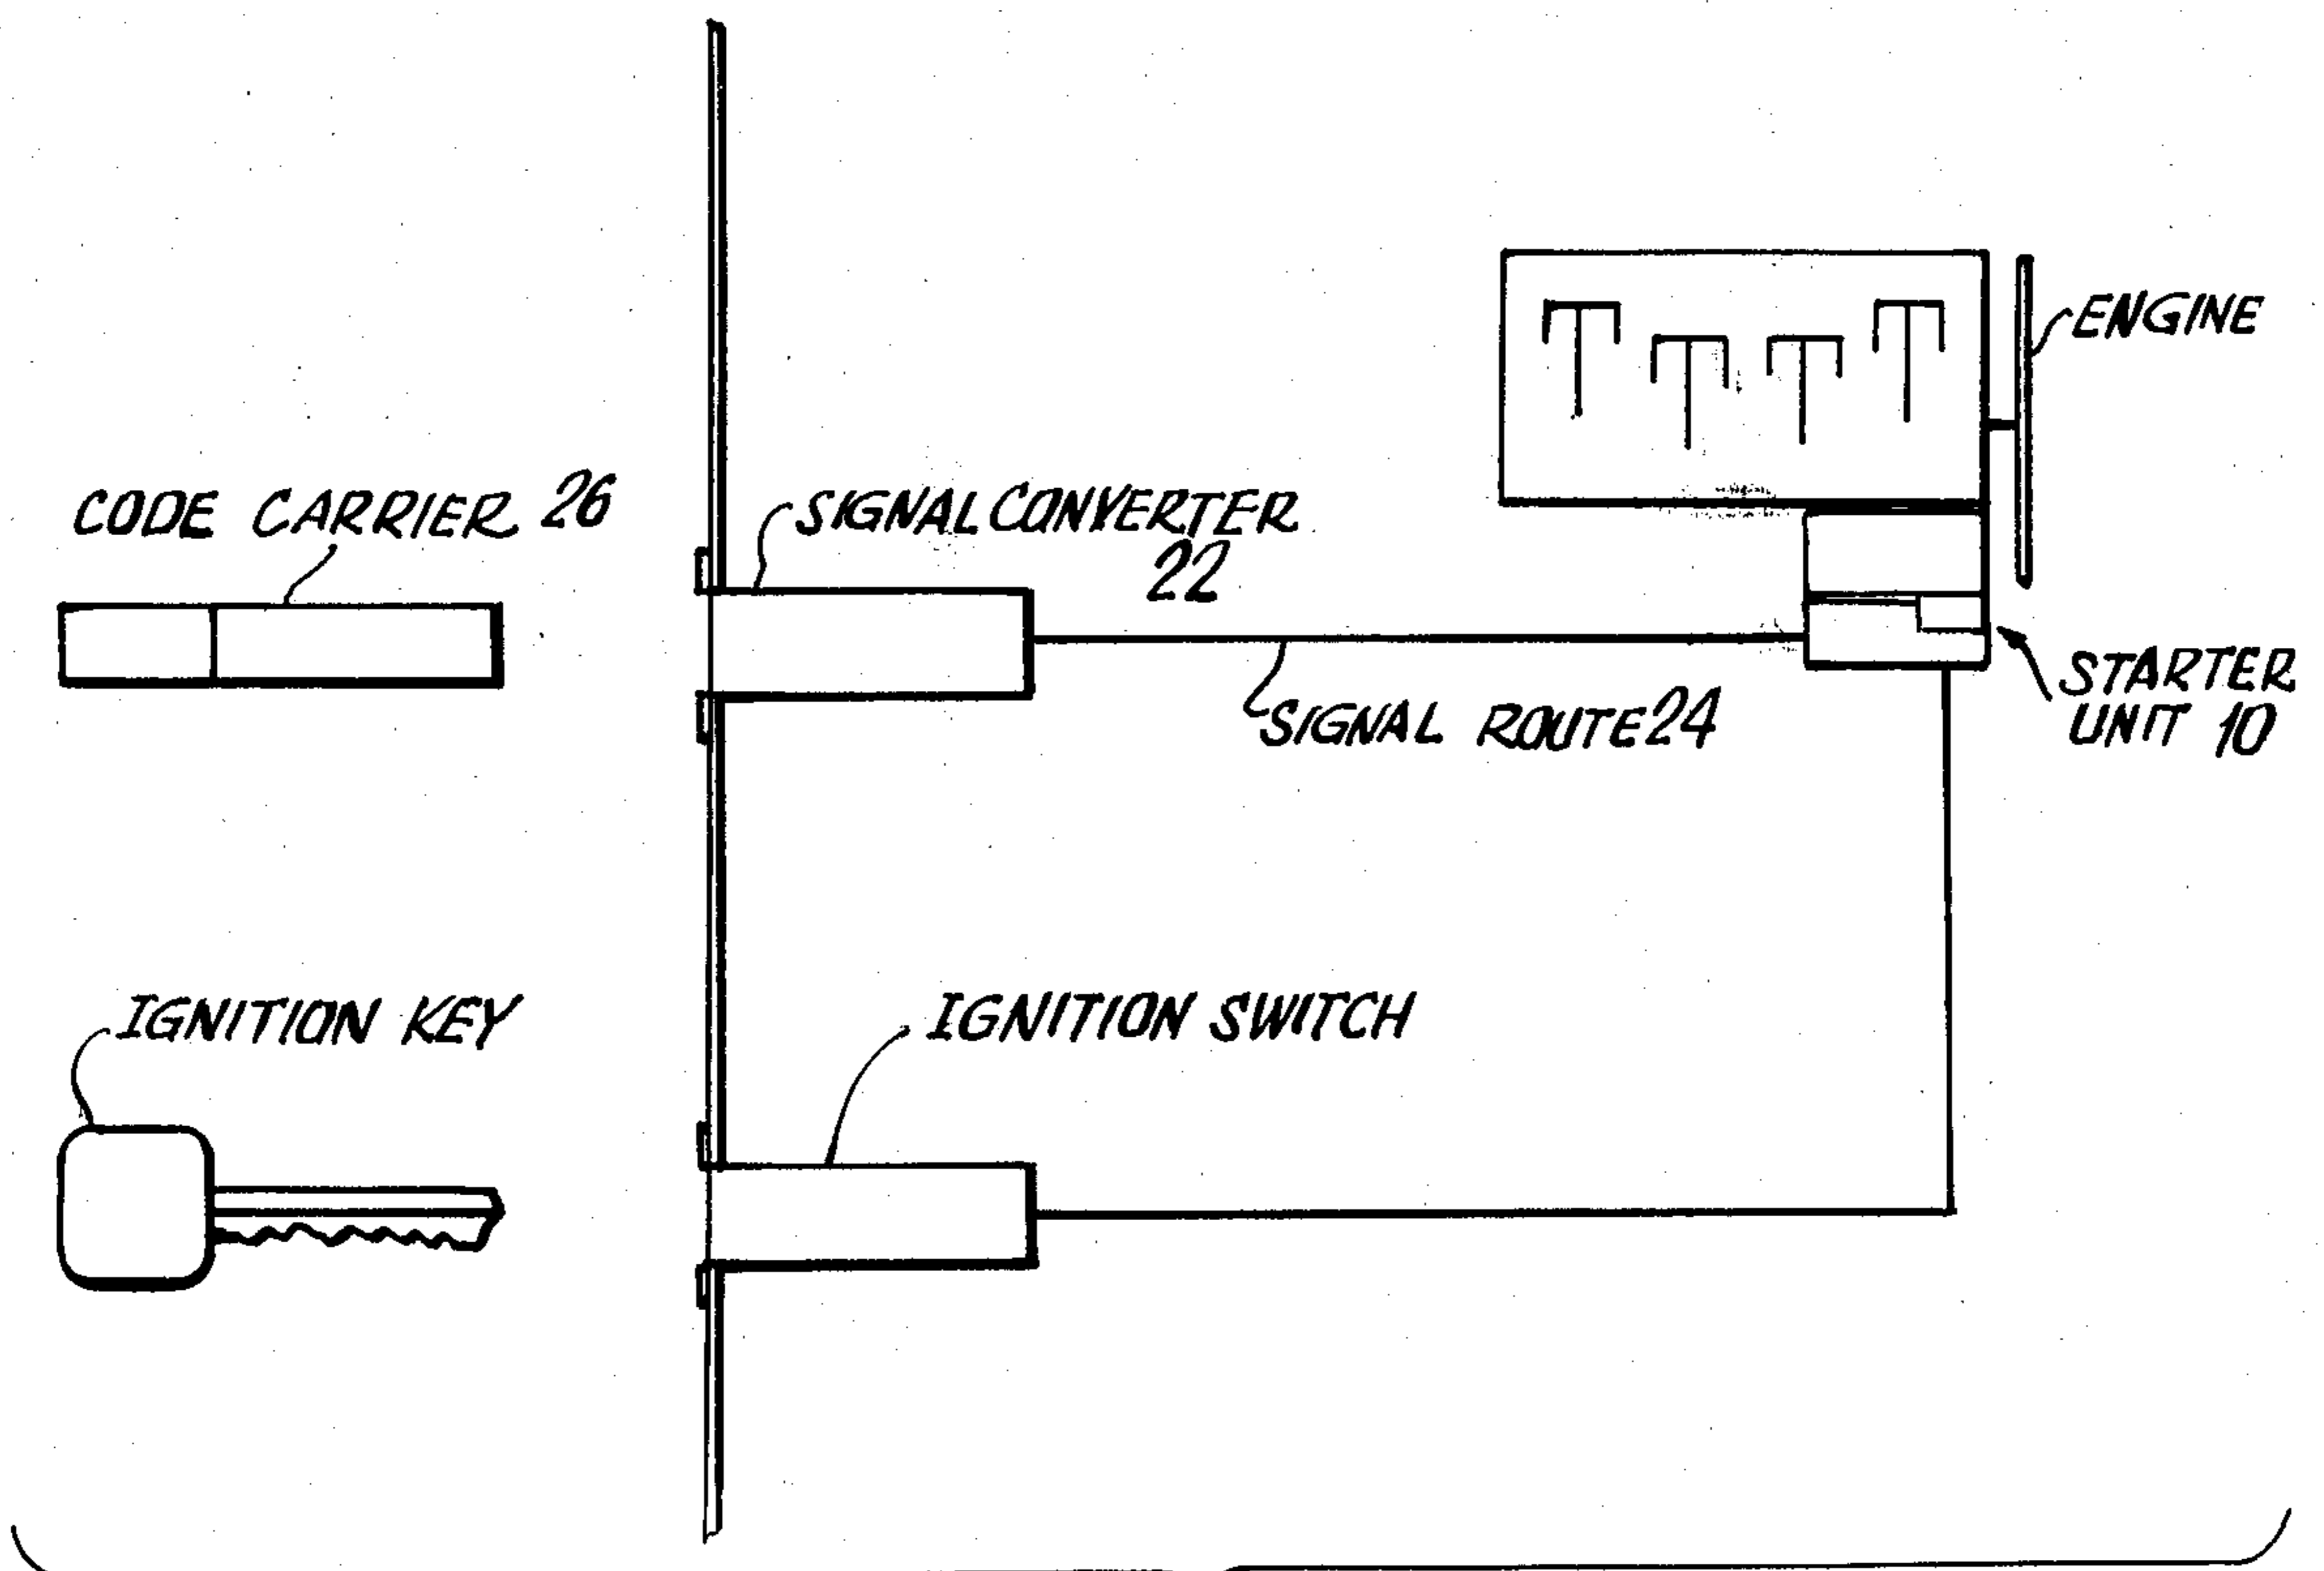 ENGINE
CODE CARRIER 26
SIGNAL CONVERTER
22
STARTER
UNIT 10
SIGNAL ROUTE 24
IGNITION KEY
IGNITION SWITCH